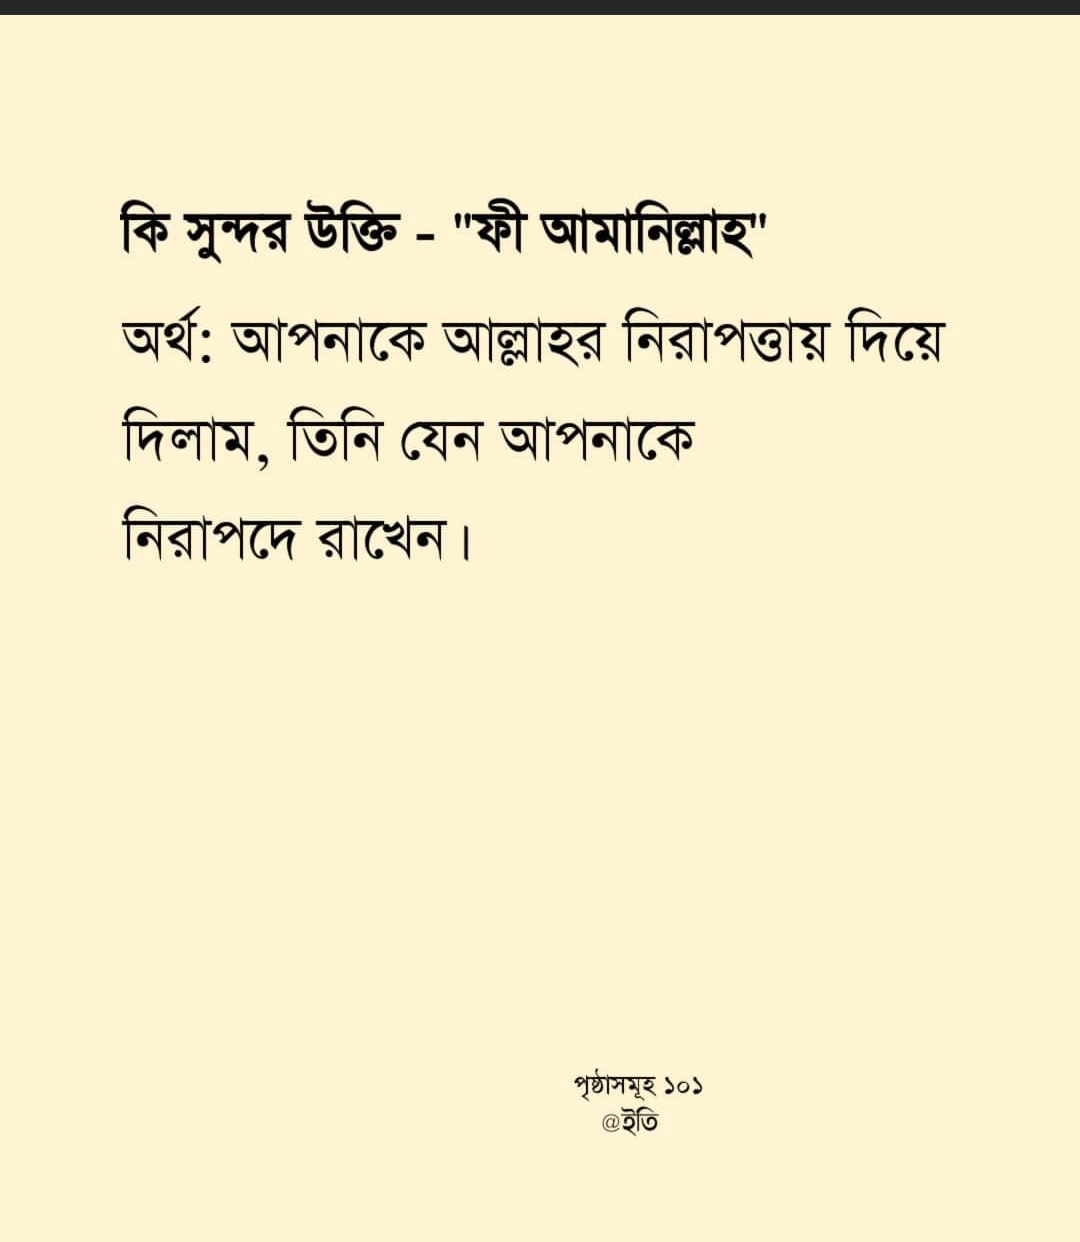 কি সুন্দর উক্তি - "ফী আমানিল্লাহ"
অর্থ: আপনাকে আল্লাহর নিরাপত্তায় দিয়ে
দিলাম, তিনি যেন আপনাকে
নিরাপদে রাখেন।
পৃষ্ঠাসমূহ ১০১
@ইতি